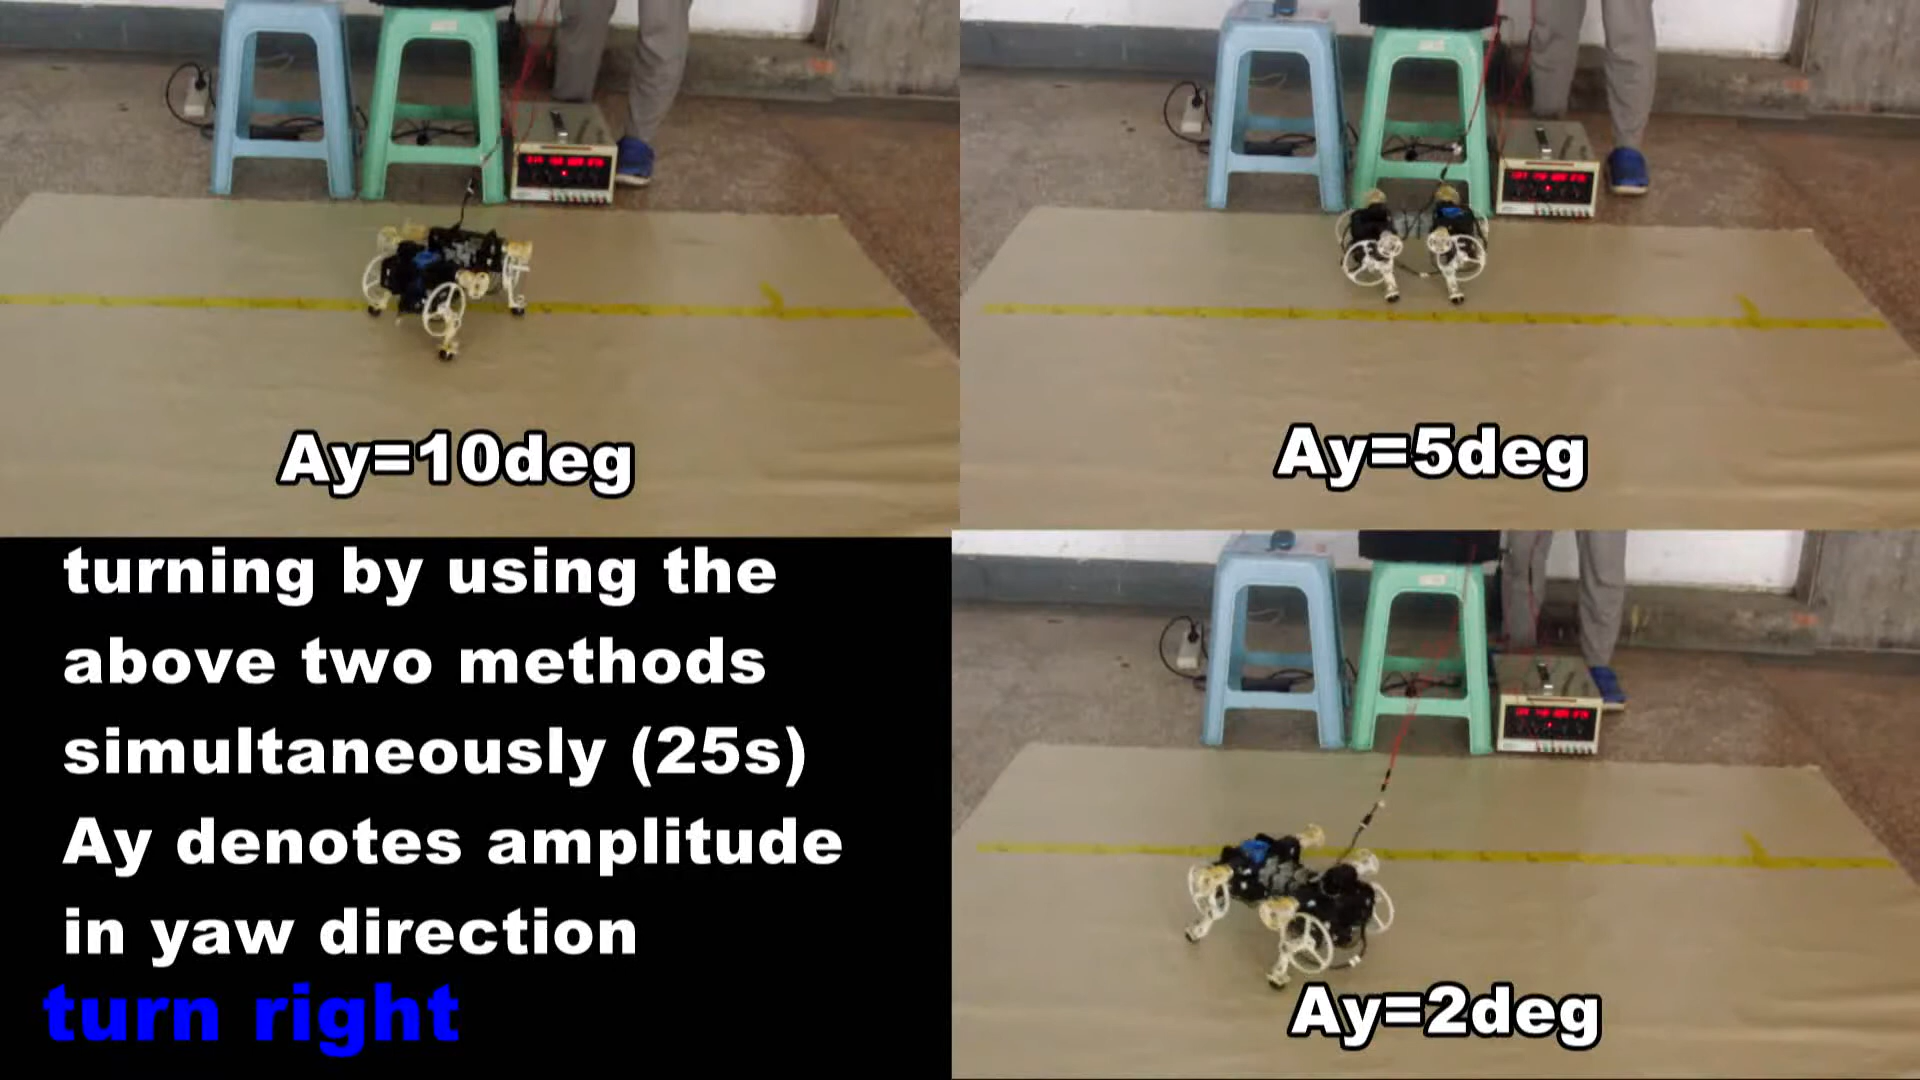 Ay=10deg
Ay=5deg
turning by using the
above two methods
simultaneously (25s)
Ay denotes amplitude
in yaw direction
turn right
Ay=2deg